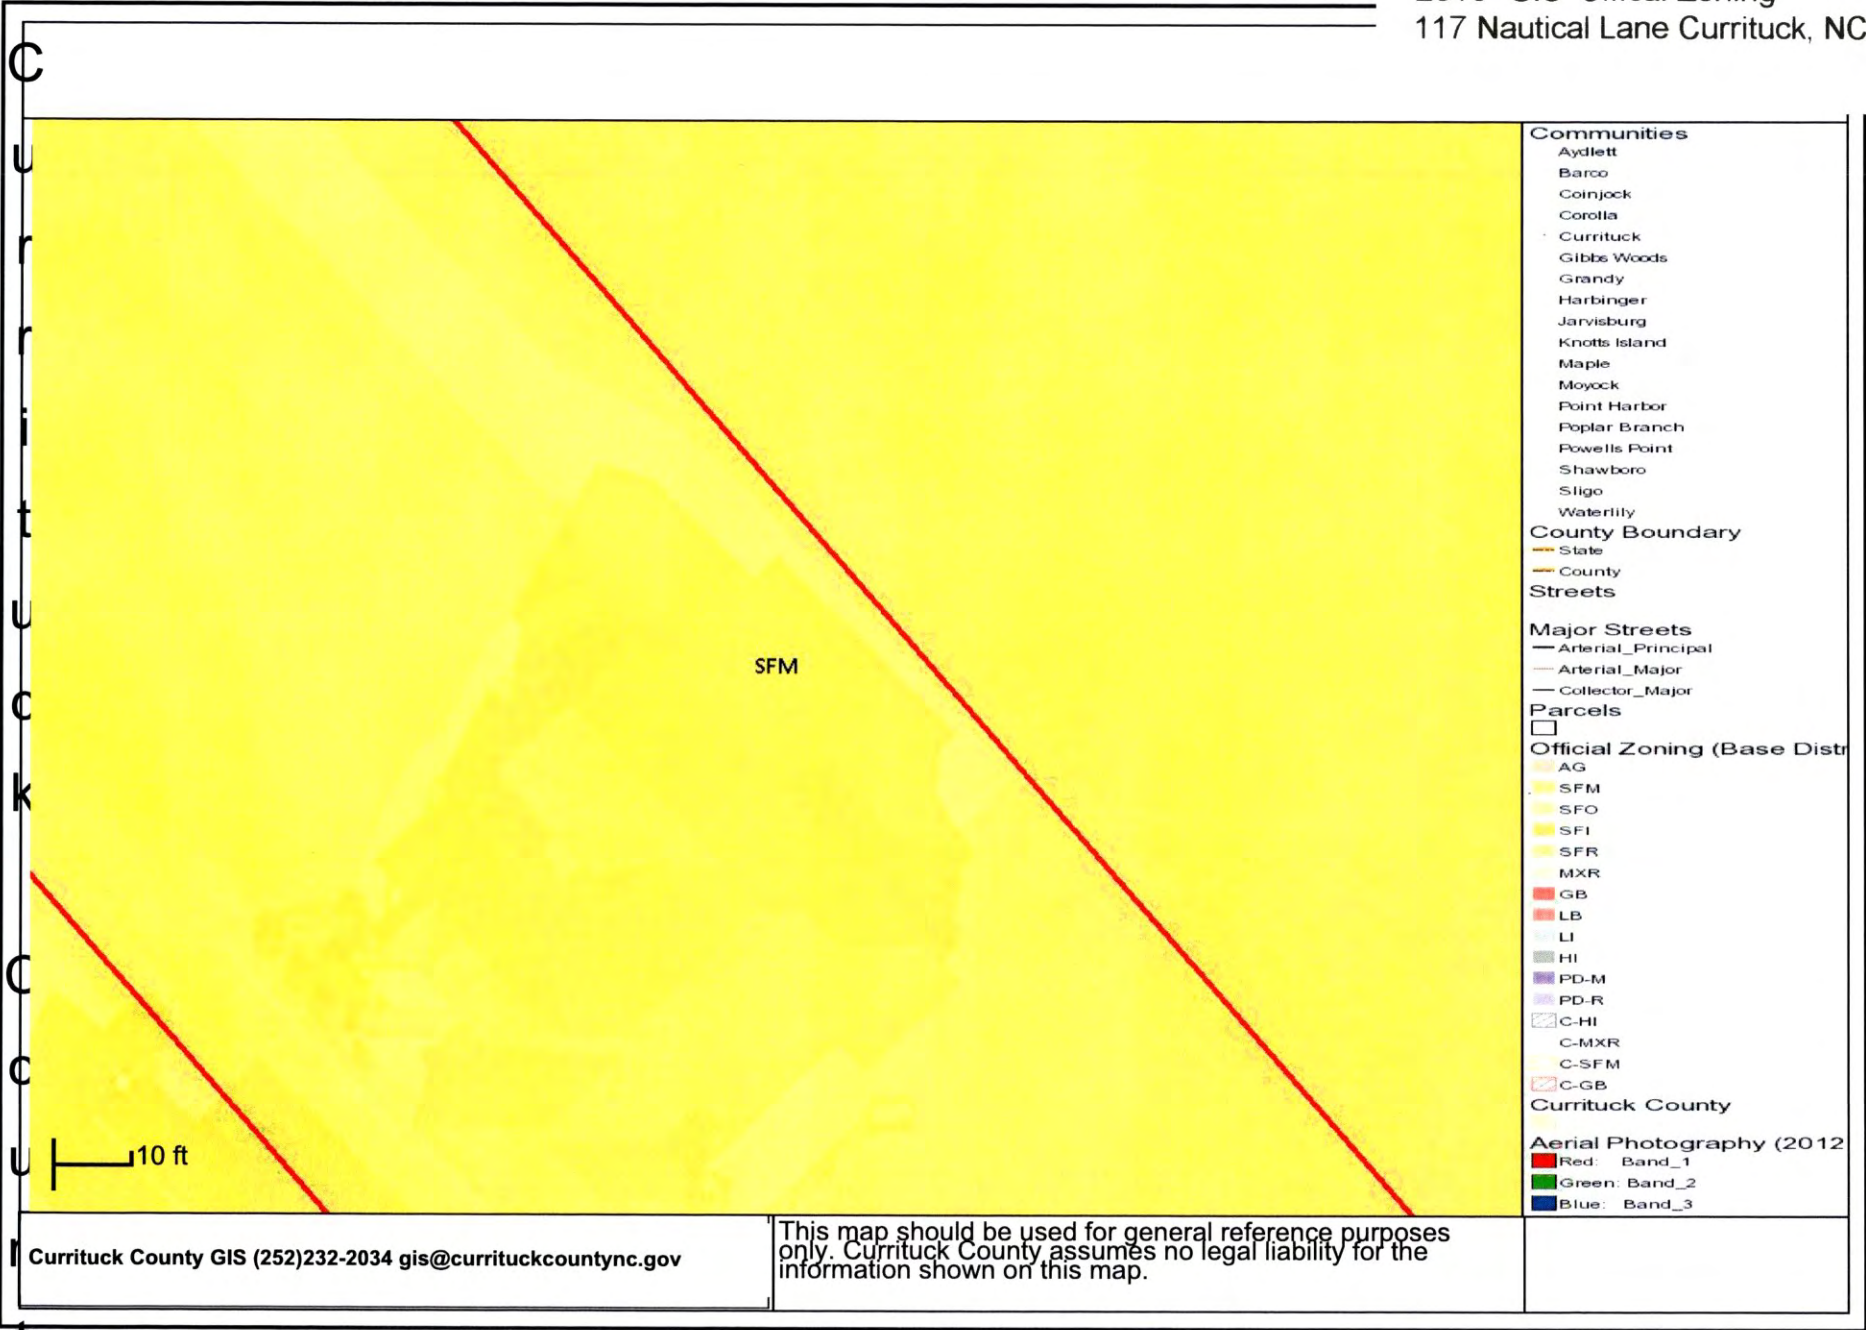 117 Nautical Lane Currituck, NC
C
u
r
r
i
t
u
c
k
C
o
u
Communities
Aydlett
Barco
Coinjock
Corolla
Currituck
Gibbs Woods
Grandy
Harbinger
Jarvisburg
Knotts Island
Maple
Moyock
Point Harbor
Poplar Branch
Powells Point
Shawboro
Sligo
Waterlily
County Boundary
State
County
Streets
Major Streets
Arterial_Principal
Arterial_Major
Collector_Major
Parcels
Official Zoning (Base Distr
AG
SFM
SFO
SFI
SFR
MXR
GB
LB
LI
HI
PD-M
PD-R
C-HI
C-MXR
C-SFM
C-GB
Currituck County
Aerial Photography (2012
Red: Band_1
Green: Band_2
Blue: Band_3
SFM
10 ft
Currituck County GIS (252)232-2034 gis@currituckcountync.gov
This map should be used for general reference purposes
only. Currituck County assumes no legal liability for the
information shown on this map.